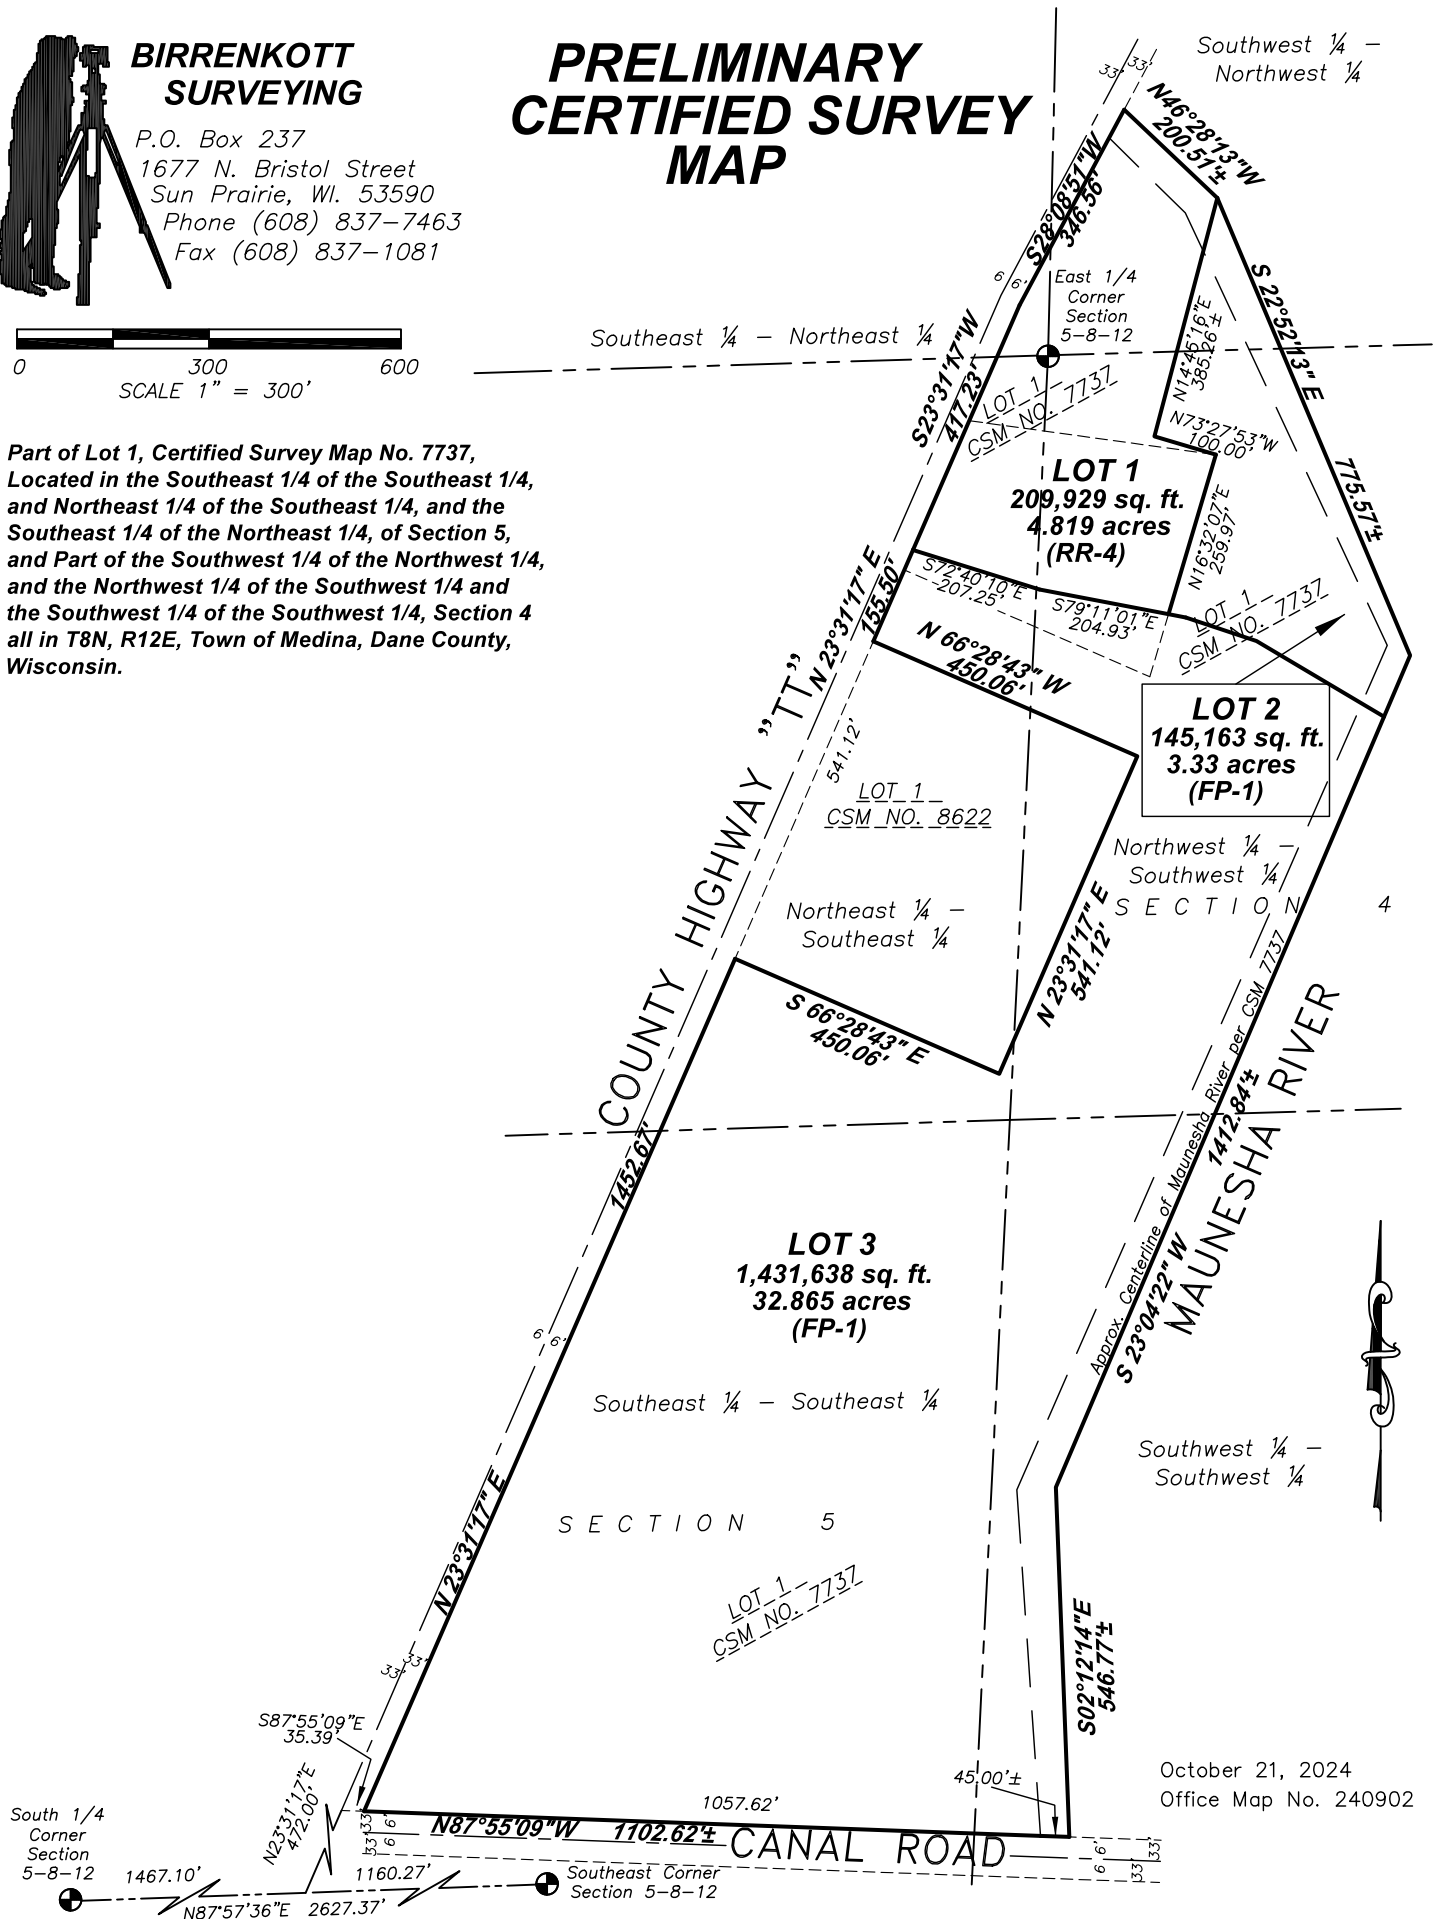 BIRRENKOTT
SURVEYING
P.O. Box 237
1677 N. Bristol Street
Sun Prairie, WI. 53590
Phone (608) 837-7463
Fax (608) 837-1081
0 300 600
SCALE 1" = 300'
PRELIMINARY
CERTIFIED SURVEY
MAP
Part of Lot 1, Certified Survey Map No. 7737,
Located in the Southeast 1/4 of the Southeast 1/4,
and Northeast 1/4 of the Southeast 1/4, and the
Southeast 1/4 of the Northeast 1/4, of Section 5,
and Part of the Southwest 1/4 of the Northwest 1/4,
and the Northwest 1/4 of the Southwest 1/4 and
the Southwest 1/4 of the Southwest 1/4, Section 4
all in T8N, R12E, Town of Medina, Dane County,
Wisconsin.
Southwest ¼ –
Northwest ¼
33' 33'
N46°28'13"W
200.51'±
S28°08'51"W
346.56'
6 6'
East 1/4
Corner
Section
5-8-12
Southeast ¼ – Northeast ¼
S 22°52'13" E
775.57'±
N14°45'16"E
385.26'±
S23°31'17"W
417.23'
LOT 1
CSM NO. 7737
N73°27'53"W
100.00'
LOT 1
209,929 sq. ft.
4.819 acres
(RR-4)
N16°32'07"E
259.97'
S72°40'10"E
207.25'
S79°11'01"E
204.93'
LOT 1
CSM NO. 7737
N 23°31'17" E
155.50'
N 66°28'43" W
450.06'
LOT 2
145,163 sq. ft.
3.33 acres
(FP-1)
COUNTY HIGHWAY "TT"
541.12'
LOT 1
CSM NO. 8622
Northwest ¼ –
Southwest ¼
SECTION 4
Northeast ¼ –
Southeast ¼
N 23°31'17" E
541.12'
S 66°28'43" E
450.06'
Approx. Centerline of Maunesha River per CSM 7737
MAUNESHA RIVER
S 23°04'22" W
1412.84'±
1452.67'
N 23°31'17" E
LOT 3
1,431,638 sq. ft.
32.865 acres
(FP-1)
6 6'
Southeast ¼ – Southeast ¼
Southwest ¼ –
Southwest ¼
SECTION 5
LOT 1
CSM NO. 7737
S02°12'14"E
546.77'±
33' 33'
S87°55'09"E
35.39'
N23°31'17"E
472.00'
45.00'±
1057.62'
N87°55'09"W 1102.62'±
CANAL ROAD
33' 33'
6 6'
6 6'
33' 33'
October 21, 2024
Office Map No. 240902
South 1/4
Corner
Section
5-8-12
1467.10'
1160.27'
N87°57'36"E 2627.37'
Southeast Corner
Section 5-8-12